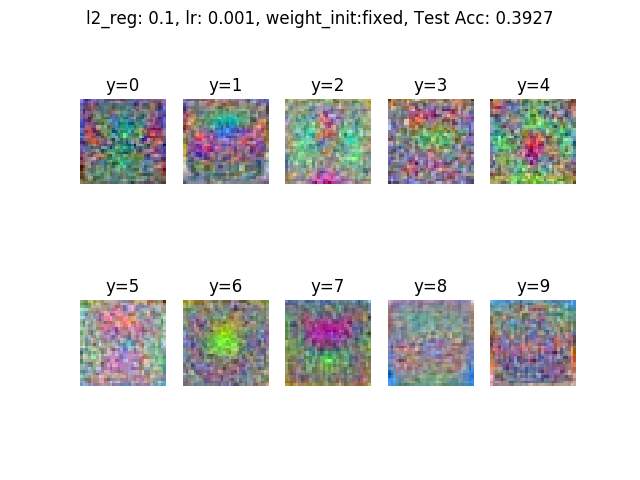 l2_reg: 0.1, lr: 0.001, weight_init:fixed, Test Acc: 0.3927
y=0 y=1 y=2 y=3 y=4
y=5 y=6 y=7 y=8 y=9